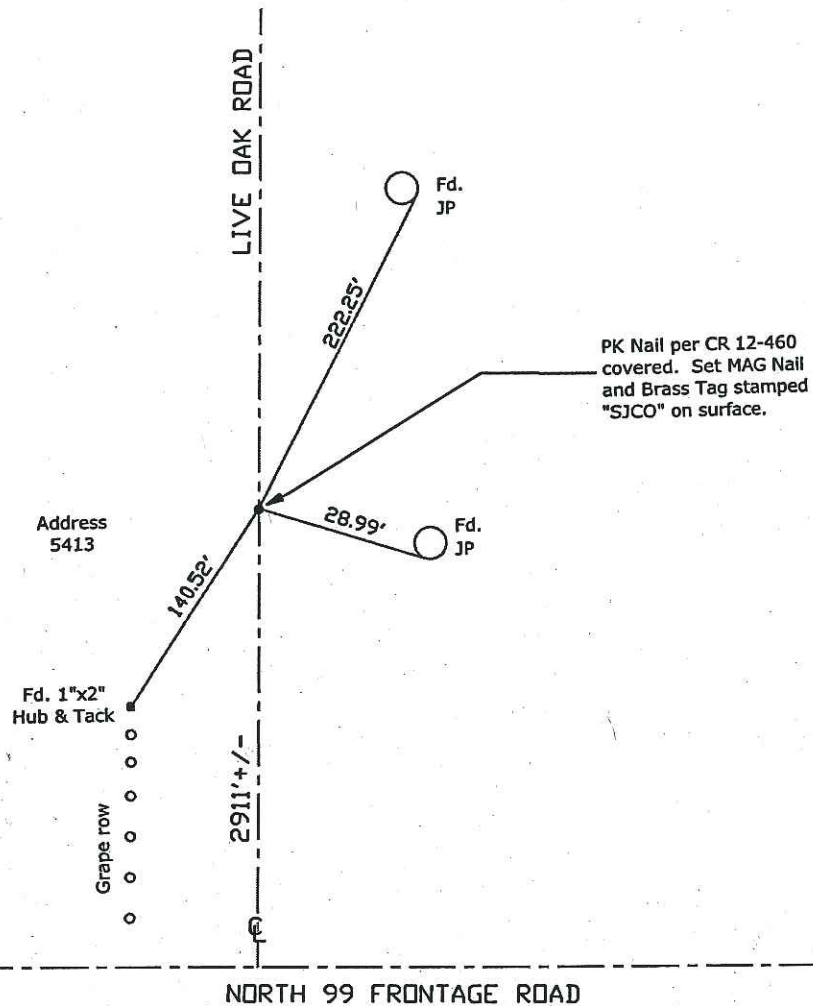 LIVE OAK ROAD
Fd.
JP
222.25'
PK Nail per CR 12-460
covered. Set MAG Nail
and Brass Tag stamped
"SJCO" on surface.
28.99'
Fd.
JP
Address
5413
140.52'
Fd. 1"x2"
Hub & Tack
2911'+/-
Grape row
℄
NORTH 99 FRONTAGE ROAD